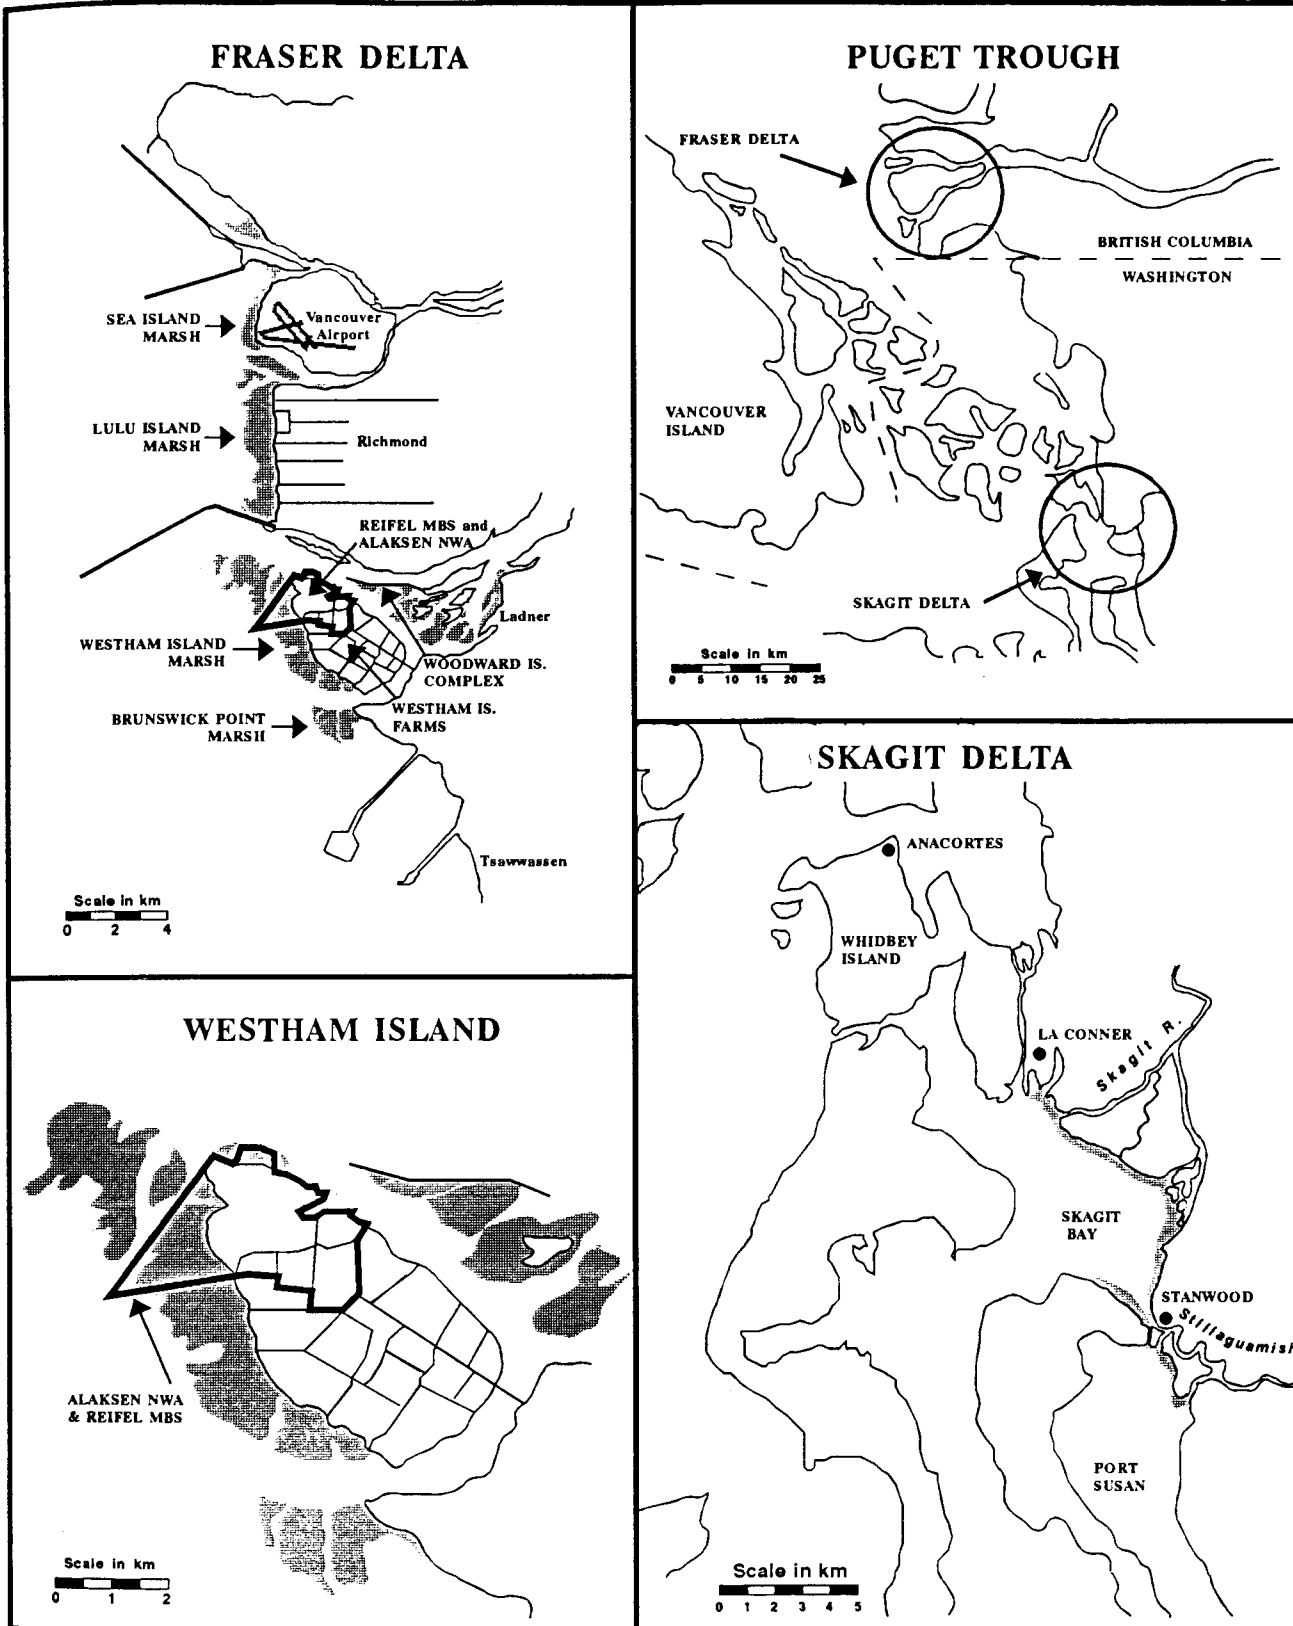 FRASER DELTA
SEA ISLAND
MARSH
Vancouver
Airport
LULU ISLAND
MARSH
Richmond
REIFEL MBS and
ALAKSEN NWA
Ladner
WESTHAM ISLAND
MARSH
WOODWARD IS.
COMPLEX
WESTHAM IS.
FARMS
BRUNSWICK POINT
MARSH
Tsawwassen
Scale in km
0 2 4
PUGET TROUGH
FRASER DELTA
BRITISH COLUMBIA
WASHINGTON
VANCOUVER
ISLAND
SKAGIT DELTA
Scale in km
0 5 10 15 20 25
WESTHAM ISLAND
ALAKSEN NWA
& REIFEL MBS
Scale in km
0 1 2
SKAGIT DELTA
ANACORTES
WHIDBEY
ISLAND
LA CONNER
Skagit R.
SKAGIT
BAY
STANWOOD
Stillaguamish
PORT
SUSAN
Scale in km
0 1 2 3 4 5